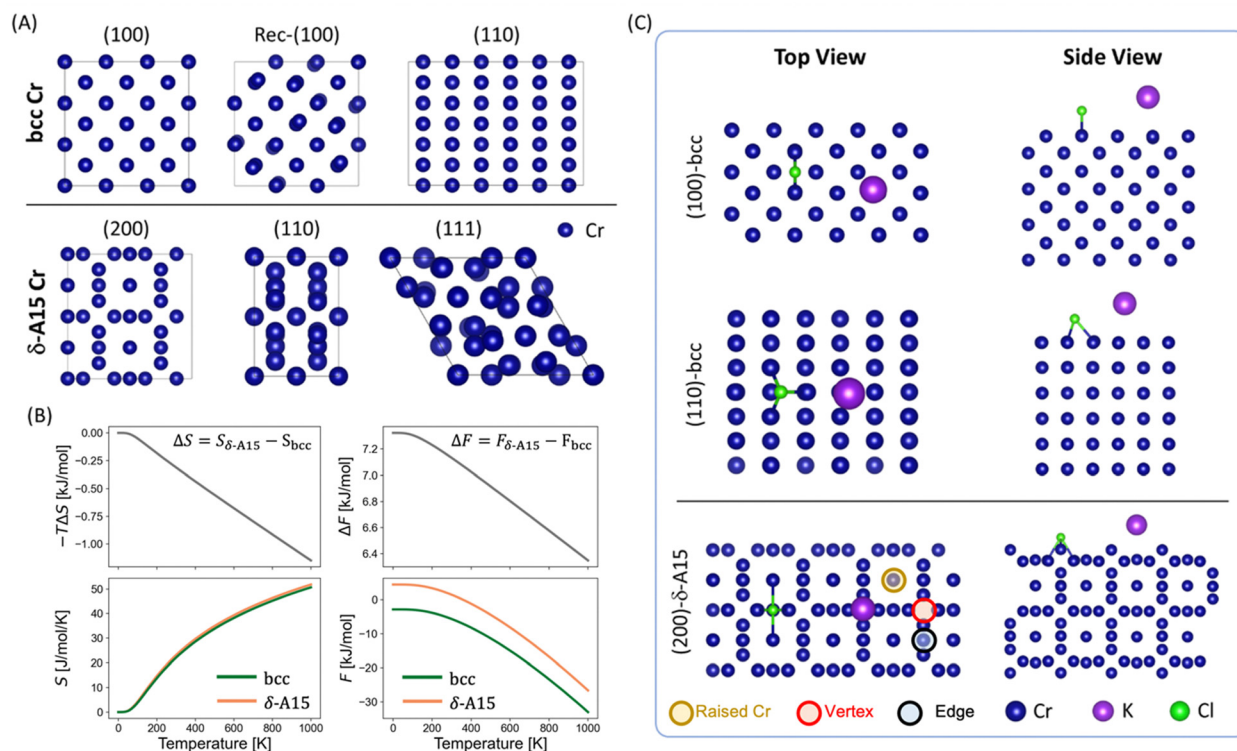 (A)
(100)
Rec-(100)
(110)
bcc Cr
(200)
(110)
(111)
Cr
δ-A15 Cr
(B)
ΔS = S_δ-A15 − S_bcc
0.00
−0.25
−0.50
−0.75
−1.00
−TΔS [kJ/mol]
ΔF = F_δ-A15 − F_bcc
7.2
7.0
6.8
6.6
6.4
ΔF [kJ/mol]
50
40
30
20
10
0
S [J/mol/K]
bcc
δ-A15
0 200 400 600 800 1000
Temperature [K]
0
−10
−20
−30
F [kJ/mol]
bcc
δ-A15
0 200 400 600 800 1000
Temperature [K]
(C)
Top View
Side View
(100)-bcc
(110)-bcc
(200)-δ-A15
Raised Cr
Vertex
Edge
Cr
K
Cl